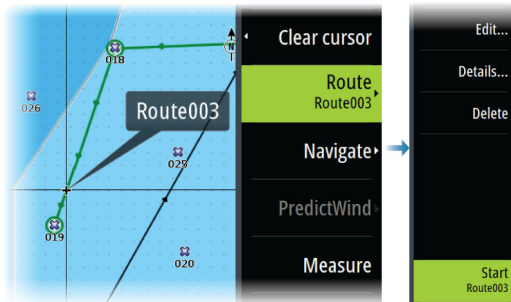 018
N
T
026
Route003
025
019
020
Clear cursor
Route
Route003
Navigate
PredictWind
Measure
Edit...
Details...
Delete
Start
Route003